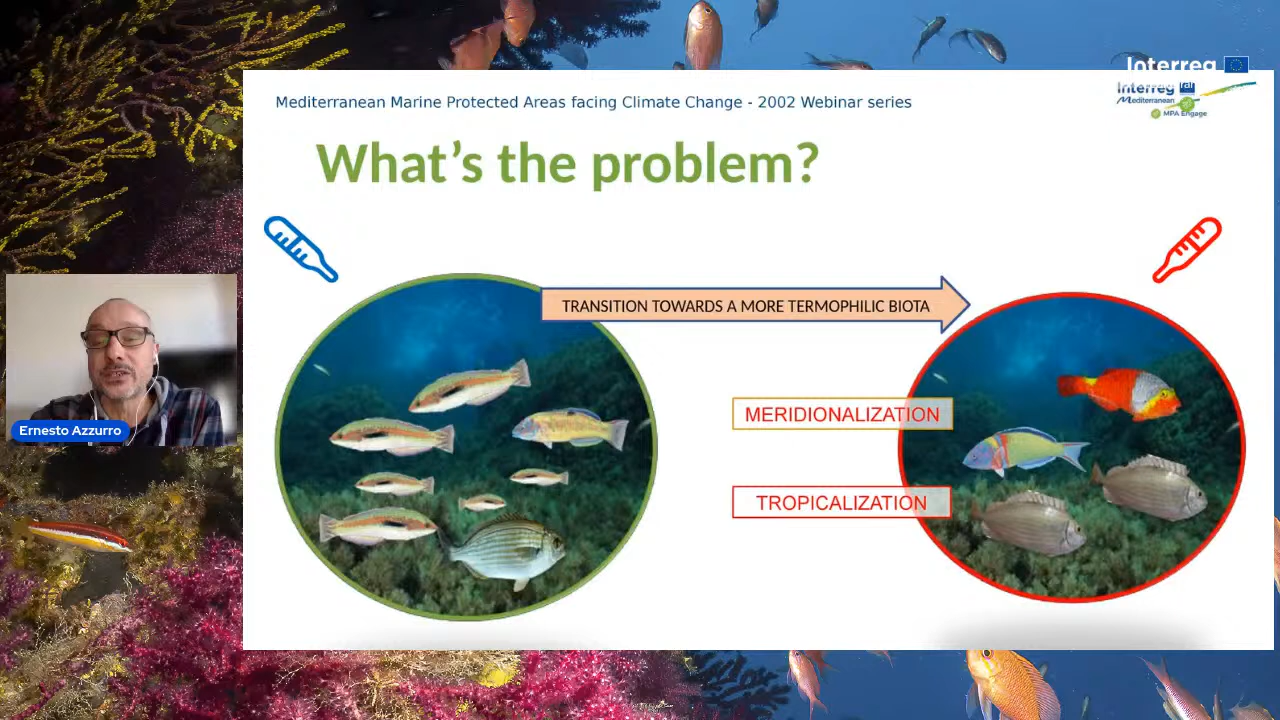 Interreg
Mediterranean Marine Protected Areas facing Climate Change - 2002 Webinar series
Interreg
Mediterranean
MPA Engage
What's the problem?
TRANSITION TOWARDS A MORE TERMOPHILIC BIOTA
MERIDIONALIZATION
Ernesto Azzurro
TROPICALIZATION